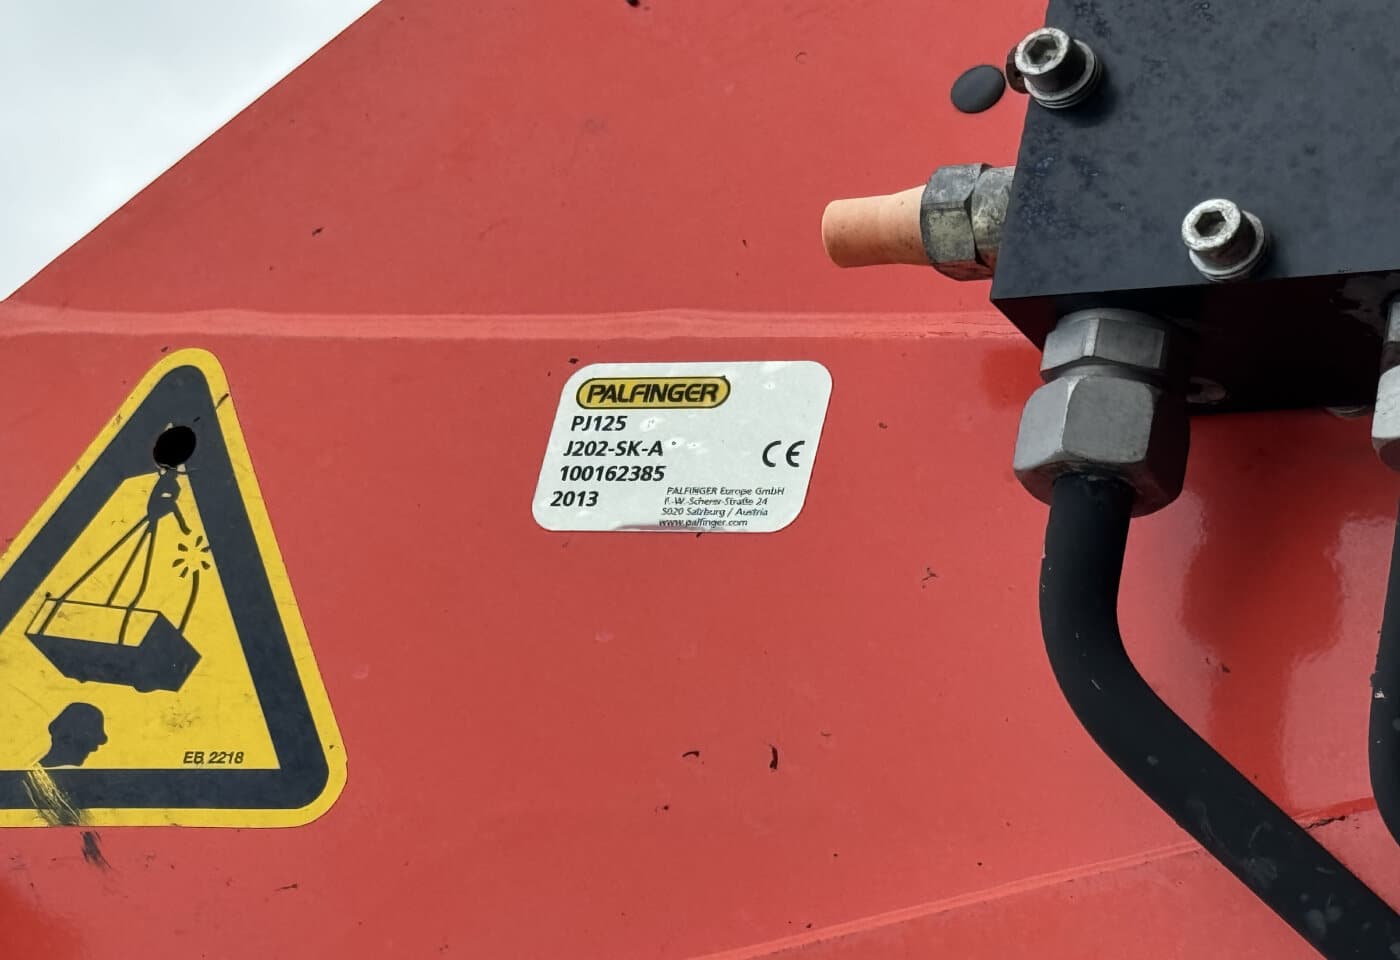 PALFINGER
PJ125
J202-SK-A
100162385
2013
CE
PALFINGER Europe GmbH
F.-W.-Scherer-Straße 24
5020 Salzburg / Austria
www.palfinger.com
EB 2218